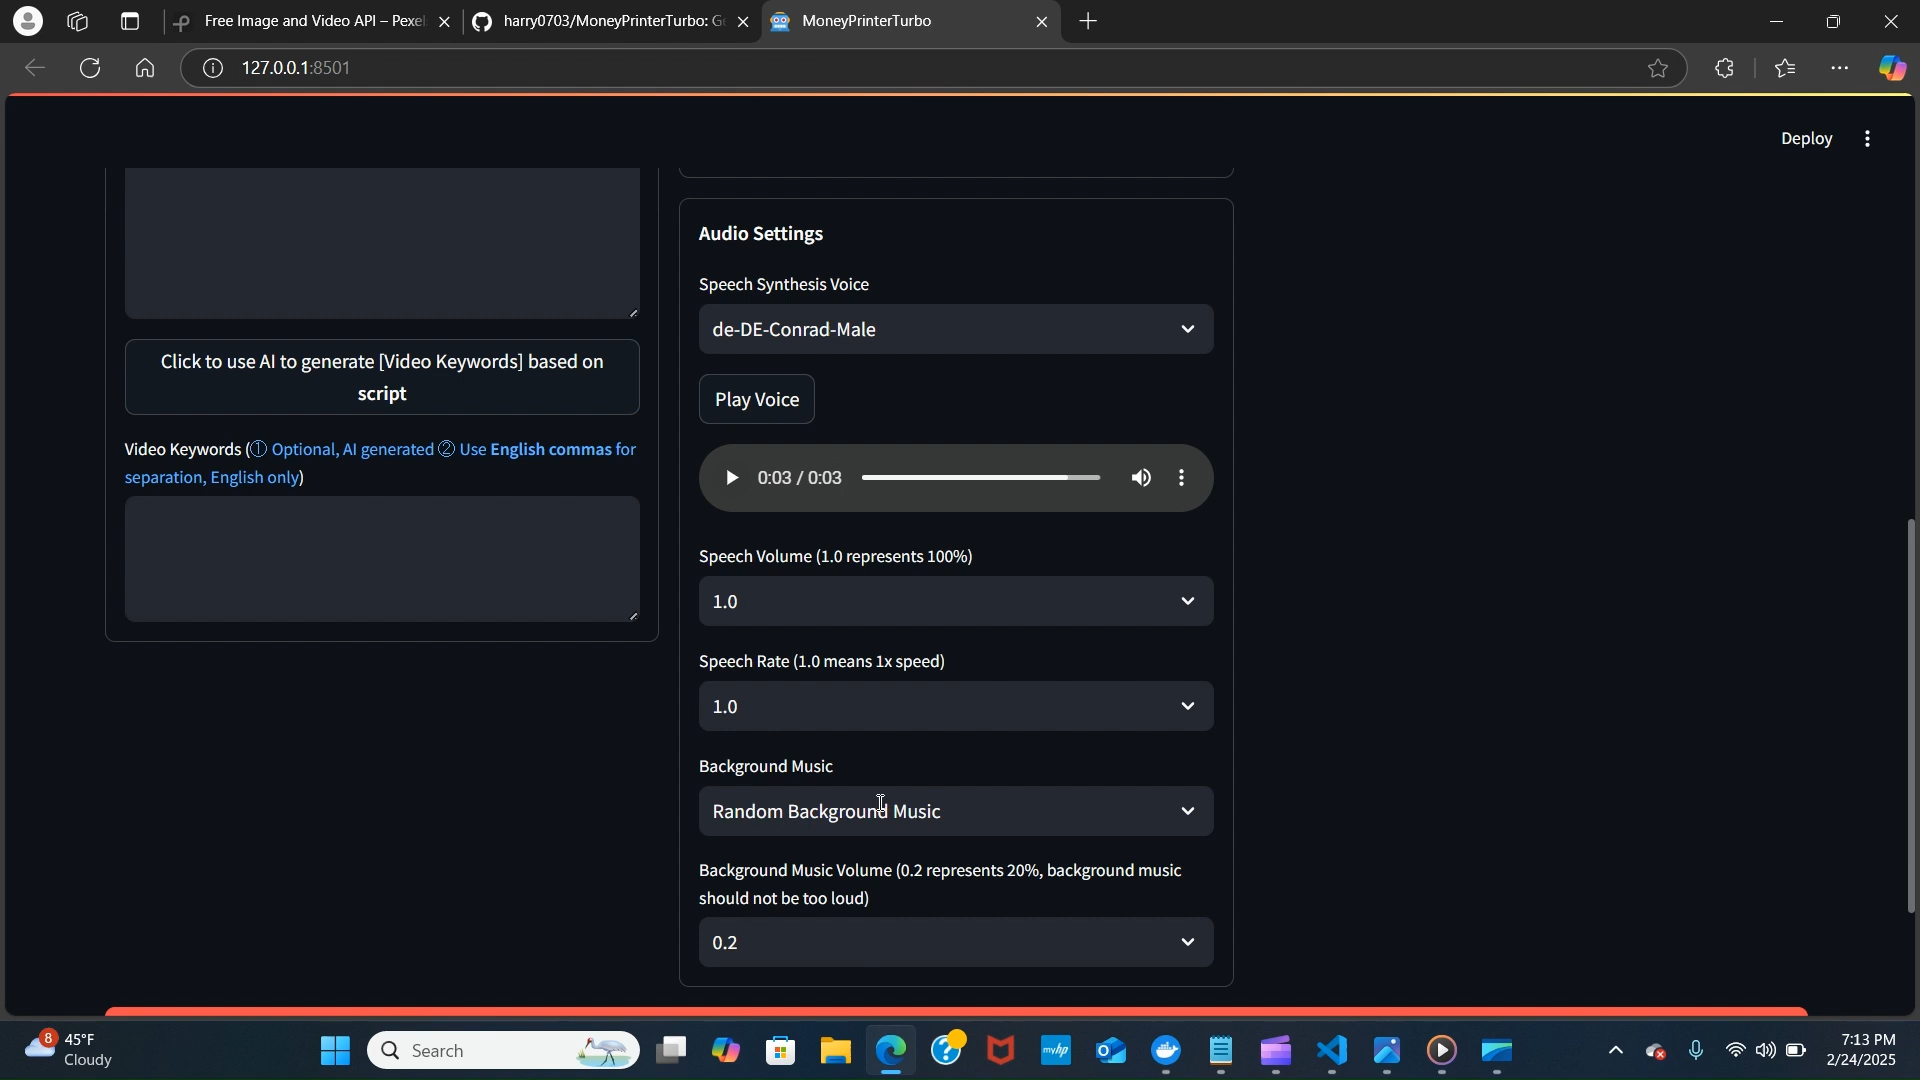 Free Image and Video API – Pexe
harry0703/MoneyPrinterTurbo: Ge
MoneyPrinterTurbo
127.0.0.1:8501
Deploy
Click to use AI to generate [Video Keywords] based on
script
Video Keywords (① Optional, AI generated ② Use English commas for
separation, English only)
Audio Settings
Speech Synthesis Voice
de-DE-Conrad-Male
Play Voice
0:03 / 0:03
Speech Volume (1.0 represents 100%)
1.0
Speech Rate (1.0 means 1x speed)
1.0
Background Music
Random Background Music
Background Music Volume (0.2 represents 20%, background music
should not be too loud)
0.2
8
45°F
Cloudy
Search
myhp
7:13 PM
2/24/2025